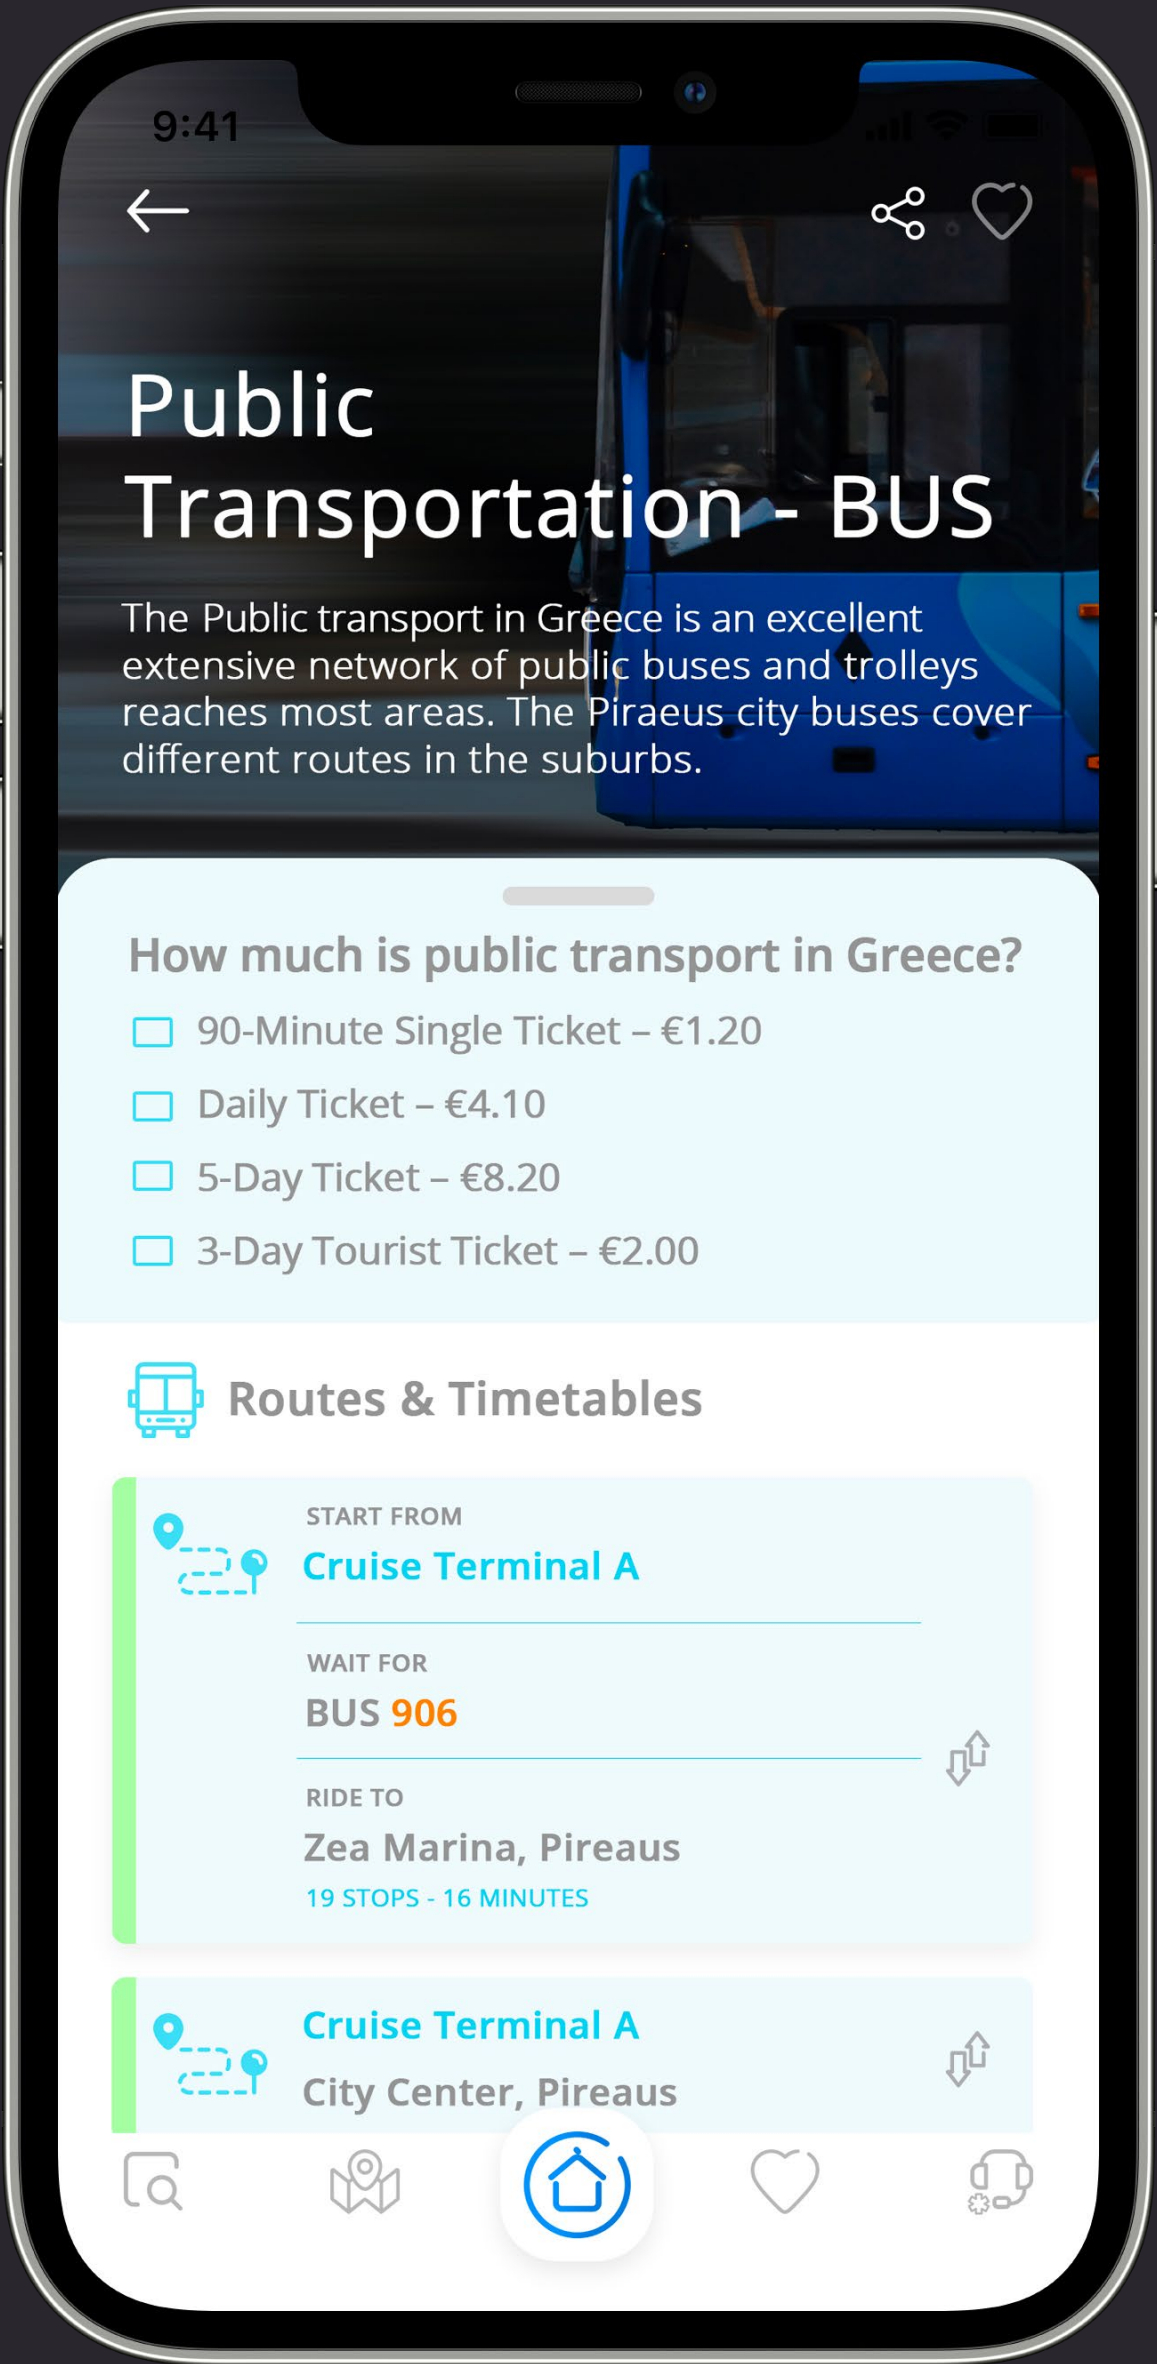 9:41
Public
Transportation - BUS
The Public transport in Greece is an excellent
extensive network of public buses and trolleys
reaches most areas. The Piraeus city buses cover
different routes in the suburbs.
How much is public transport in Greece?
90-Minute Single Ticket – €1.20
Daily Ticket – €4.10
5-Day Ticket – €8.20
3-Day Tourist Ticket – €2.00
Routes & Timetables
START FROM
Cruise Terminal A
WAIT FOR
BUS 906
RIDE TO
Zea Marina, Pireaus
19 STOPS - 16 MINUTES
Cruise Terminal A
City Center, Pireaus